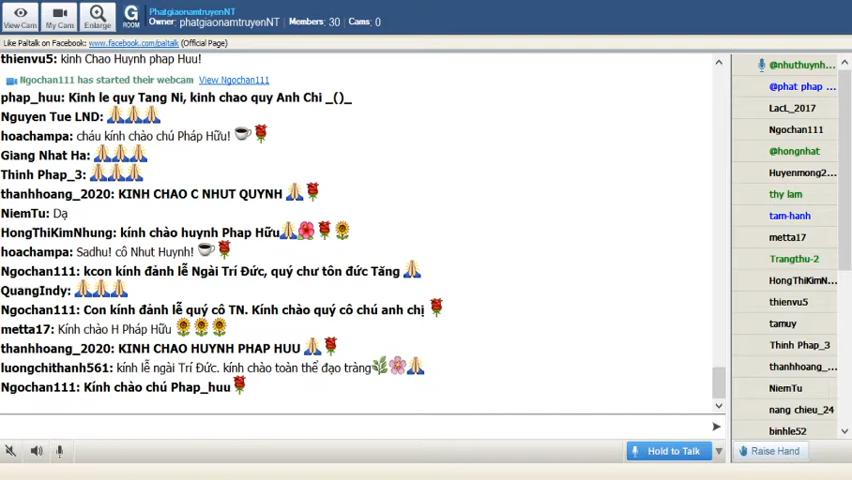 View Cam
My Cam
Enlarge
G
ROOM
PhatgiaonamtruyenNT
Owner: phatgiaonamtruyenNT Members: 30 Cams: 0
Like Paltalk on Facebook: www.facebook.com/paltalk (Official Page)
thienvu5: kinh Chao Huynh phap Huu!
Ngochan111 has started their webcam View Ngochan111
phap_huu: Kinh le quy Tang Ni, kinh chao quy Anh Chi _()_
Nguyen Tue LND:
hoachampa: cháu kính chào chú Pháp Hữu!
Giang Nhat Ha:
Thinh Phap_3:
thanhhoang_2020: KINH CHAO C NHUT QUYNH
NiemTu: Dạ
HongThiKimNhung: kính chào huynh Phap Hữu
hoachampa: Sadhu! cô Nhut Huynh!
Ngochan111: kcon kính đảnh lễ Ngài Trí Đức, quý chư tôn đức Tăng
QuangIndy:
Ngochan111: Con kính đảnh lễ quý cô TN. Kính chào quý cô chú anh chị
metta17: Kính chào H Pháp Hữu
thanhhoang_2020: KINH CHAO HUYNH PHAP HUU
luongchithanh561: kính lễ ngài Trí Đức. kính chào toàn thể đạo tràng
Ngochan111: Kính chào chú Phap_huu
Hold to Talk
@nhuthuynh...
@phat phap ...
LacL_2017
Ngochan111
@hongnhat
Huyenmong2...
thy lam
tam-hanh
metta17
Trangthu-2
HongThiKimN...
thienvu5
tamuy
Thinh Phap_3
thanhhoang_...
NiemTu
nang chieu_24
binhle52
Raise Hand